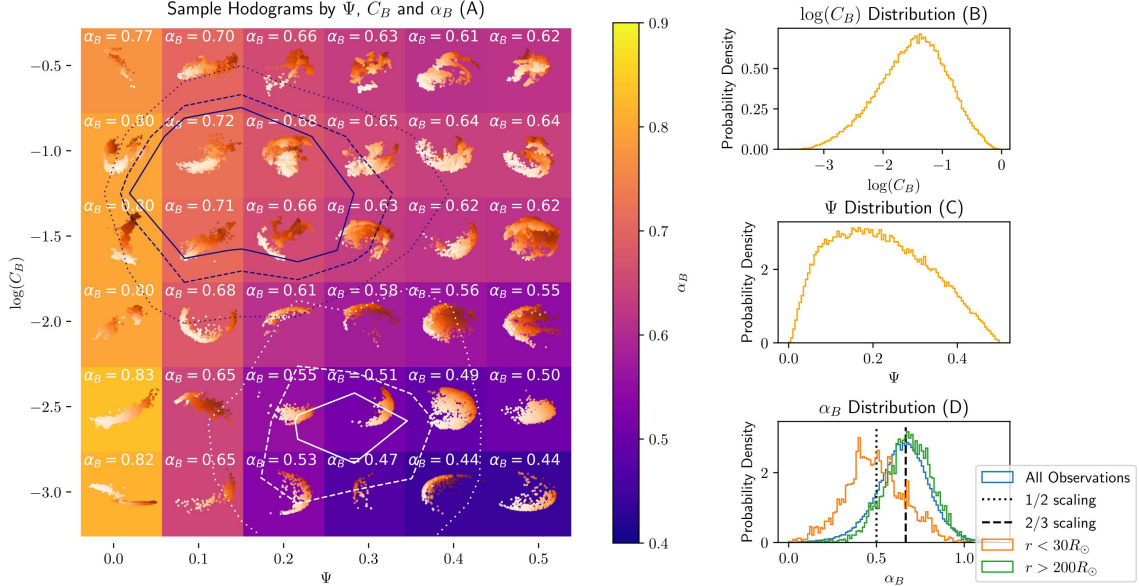 Sample Hodograms by Ψ, C_B and α_B (A)
α_B = 0.77 α_B = 0.70 α_B = 0.66 α_B = 0.63 α_B = 0.61 α_B = 0.62
α_B = 0.80 α_B = 0.72 α_B = 0.68 α_B = 0.65 α_B = 0.64 α_B = 0.64
α_B = 0.80 α_B = 0.71 α_B = 0.66 α_B = 0.63 α_B = 0.62 α_B = 0.62
α_B = 0.80 α_B = 0.68 α_B = 0.61 α_B = 0.58 α_B = 0.56 α_B = 0.55
α_B = 0.83 α_B = 0.65 α_B = 0.55 α_B = 0.51 α_B = 0.49 α_B = 0.50
α_B = 0.82 α_B = 0.65 α_B = 0.53 α_B = 0.47 α_B = 0.44 α_B = 0.44
−0.5
−1.0
−1.5
−2.0
−2.5
−3.0
log(C_B)
0.0 0.1 0.2 0.3 0.4 0.5
Ψ
0.9
0.8
0.7
0.6
0.5
0.4
α_B
log(C_B) Distribution (B)
Probability Density
0.50
0.25
0.00
−3 −2 −1 0
log(C_B)
Ψ Distribution (C)
Probability Density
2
0
0.0 0.2 0.4
Ψ
α_B Distribution (D)
Probability Density
2
0
0.0 0.5 1.0
α_B
All Observations
1/2 scaling
2/3 scaling
r < 30R_⊙
r > 200R_⊙